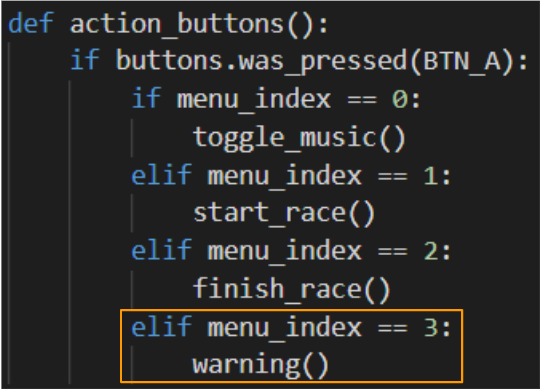 def action_buttons():
    if buttons.was_pressed(BTN_A):
        if menu_index == 0:
            toggle_music()
        elif menu_index == 1:
            start_race()
        elif menu_index == 2:
            finish_race()
        elif menu_index == 3:
            warning()